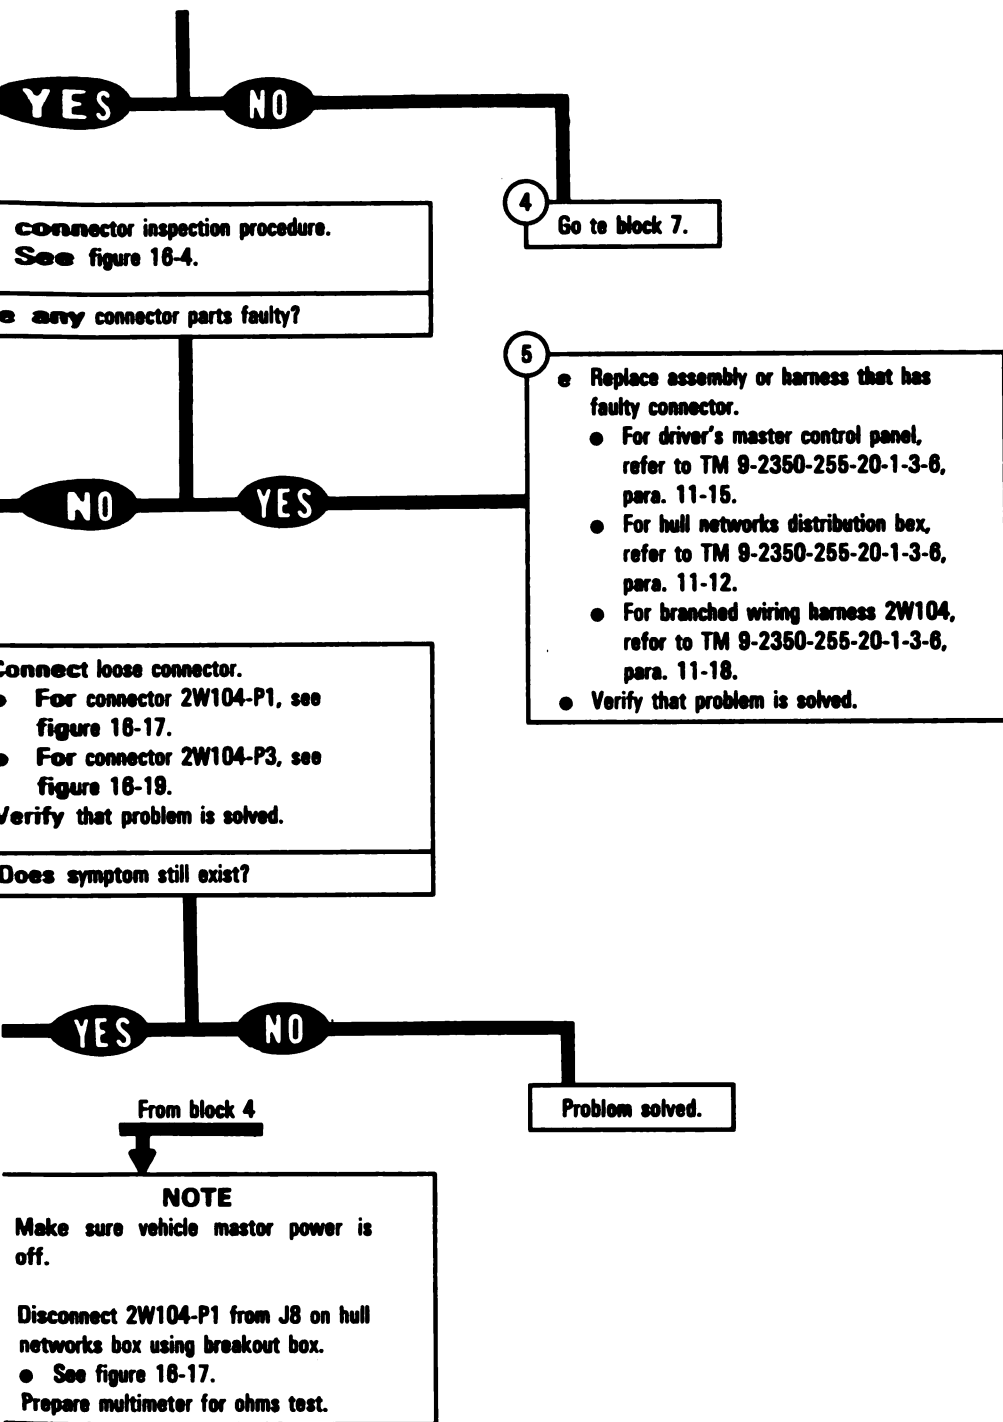 YES NO
connector inspection procedure.
See figure 16-4.
e any connector parts faulty?
4
Go te block 7.
5
e Replace assembly or harness that has
faulty connector.
● For driver's master control panel,
refer to TM 9-2350-255-20-1-3-6,
para. 11-15.
● For hull networks distribution bex,
refer to TM 9-2350-255-20-1-3-6,
para. 11-12.
● For branched wiring harness 2W104,
refor to TM 9-2350-255-20-1-3-6,
para. 11-18.
● Verify that problem is solved.
NO YES
Connect loose connector.
● For connector 2W104-P1, see
figure 16-17.
● For connector 2W104-P3, see
figure 16-19.
Verify that problem is solved.
Does symptom still exist?
YES NO
Problom solved.
From block 4
NOTE
Make sure vehicle mastor power is
off.
Disconnect 2W104-P1 from J8 on hull
networks box using breakout box.
● See figure 16-17.
Prepare multimeter for ohms test.